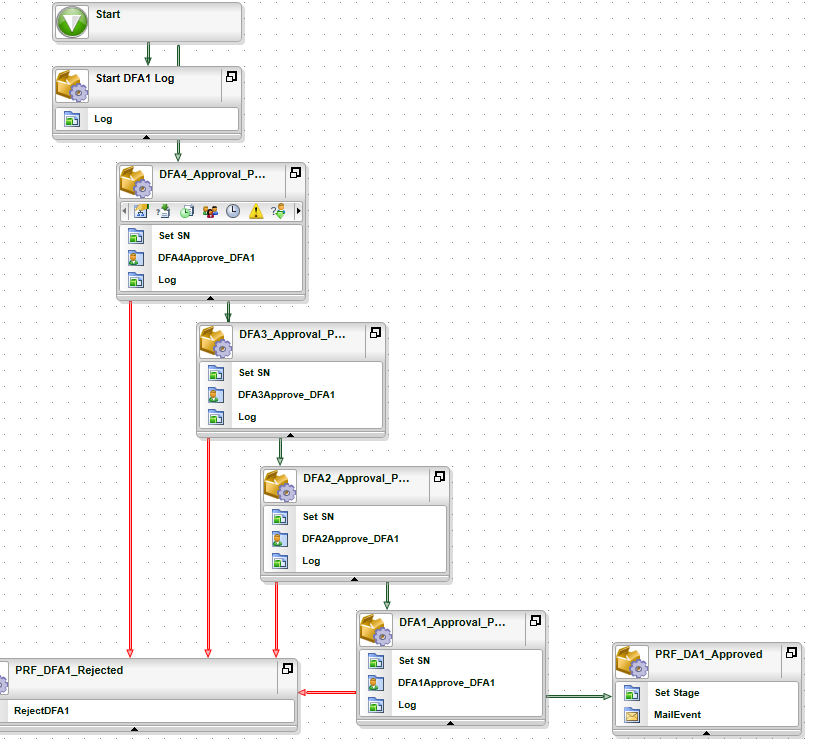 Start
Start DFA1 Log
Log
DFA4_Approval_P...
Set SN
DFA4Approve_DFA1
Log
DFA3_Approval_P...
Set SN
DFA3Approve_DFA1
Log
DFA2_Approval_P...
Set SN
DFA2Approve_DFA1
Log
DFA1_Approval_P...
Set SN
DFA1Approve_DFA1
Log
PRF_DFA1_Rejected
RejectDFA1
PRF_DA1_Approved
Set Stage
MailEvent